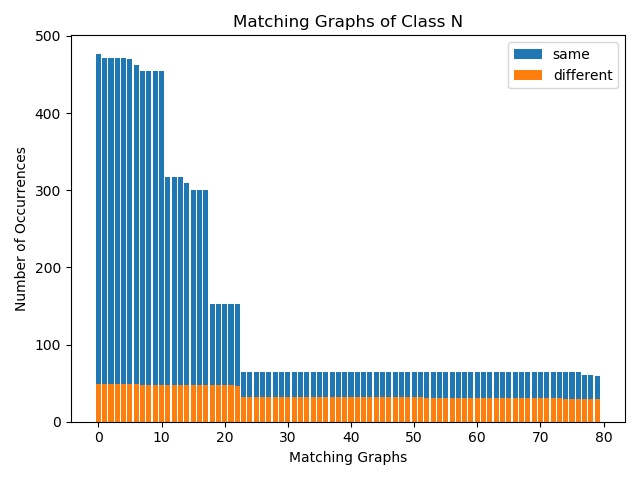 Matching Graphs of Class N
same
different
Number of Occurrences
500
400
300
200
100
0
0 10 20 30 40 50 60 70 80
Matching Graphs